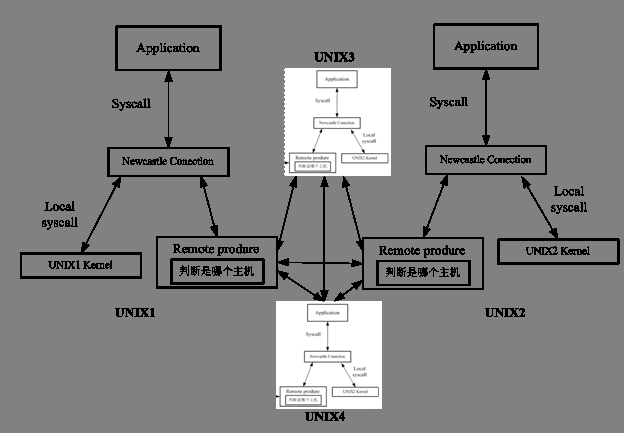 Application
Syscall
Newcastle Conection
Local
syscall
UNIX1 Kernel
Remote produre
判断是哪个主机
UNIX1
UNIX3
Application
Syscall
Newcastle Conection
Local
syscall
Remote produre
判断是哪个主机
UNIX2 Kernel
Application
Syscall
Newcastle Conection
Local
syscall
Remote produre
判断是哪个主机
UNIX2 Kernel
UNIX2
Application
Syscall
Newcastle Conection
Local
syscall
Remote produre
判断是哪个主机
UNIX2 Kernel
UNIX4